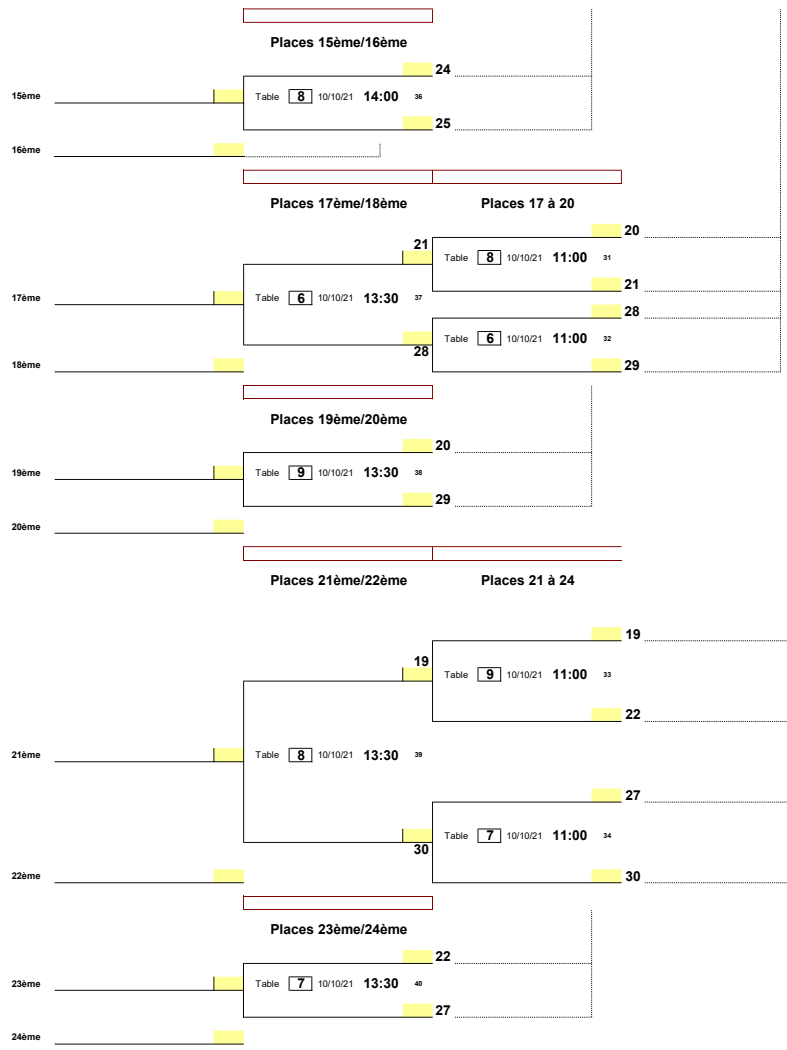 Places 15ème/16ème
24
15ème Table 8 10/10/21 14:00 36
25
16ème
Places 17ème/18ème Places 17 à 20
20
21 Table 8 10/10/21 11:00 31
21
17ème Table 6 10/10/21 13:30 37
28
Table 6 10/10/21 11:00 32
28
18ème 29
Places 19ème/20ème
20
19ème Table 9 10/10/21 13:30 38
29
20ème
Places 21ème/22ème Places 21 à 24
19
19
Table 9 10/10/21 11:00 33
22
21ème Table 8 10/10/21 13:30 39
27
Table 7 10/10/21 11:00 34
30
22ème 30
Places 23ème/24ème
22
23ème Table 7 10/10/21 13:30 40
27
24ème